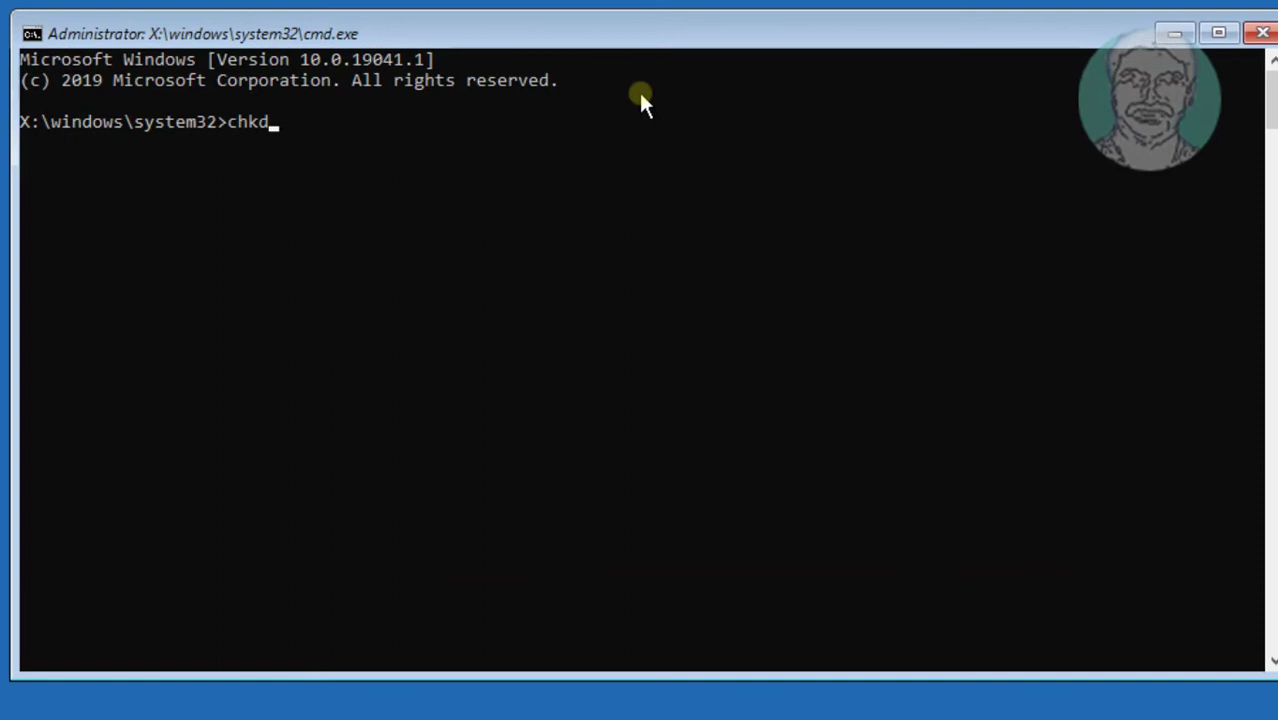 Administrator: X:\windows\system32\cmd.exe
Microsoft Windows [Version 10.0.19041.1]
(c) 2019 Microsoft Corporation. All rights reserved.
X:\windows\system32>chkd